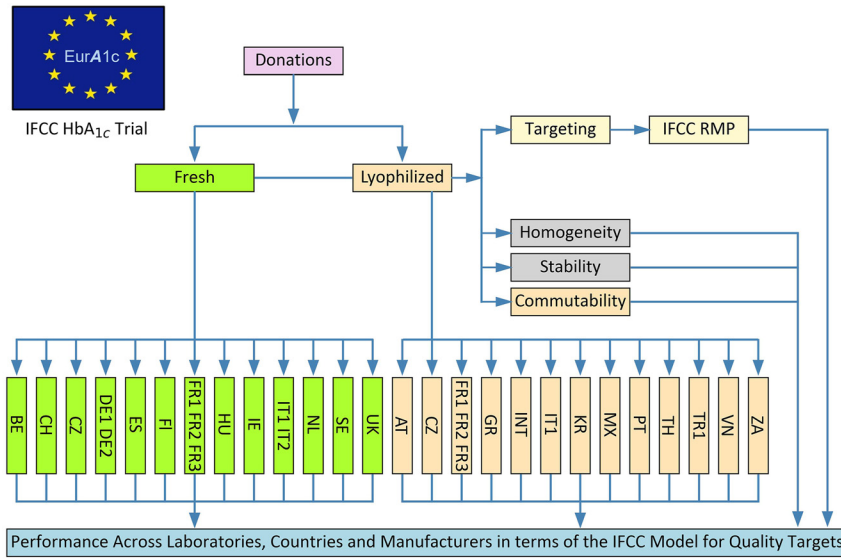 EurA1c
IFCC HbA1c Trial
Donations
Fresh
Lyophilized
Targeting
IFCC RMP
Homogeneity
Stability
Commutability
BE
CH
CZ
DE1 DE2
ES
FI
FR1 FR2 FR3
HU
IE
IT1 IT2
NL
SE
UK
AT
CZ
FR1 FR2 FR3
GR
INT
IT1
KR
MX
PT
TH
TR1
VN
ZA
Performance Across Laboratories, Countries and Manufacturers in terms of the IFCC Model for Quality Targets